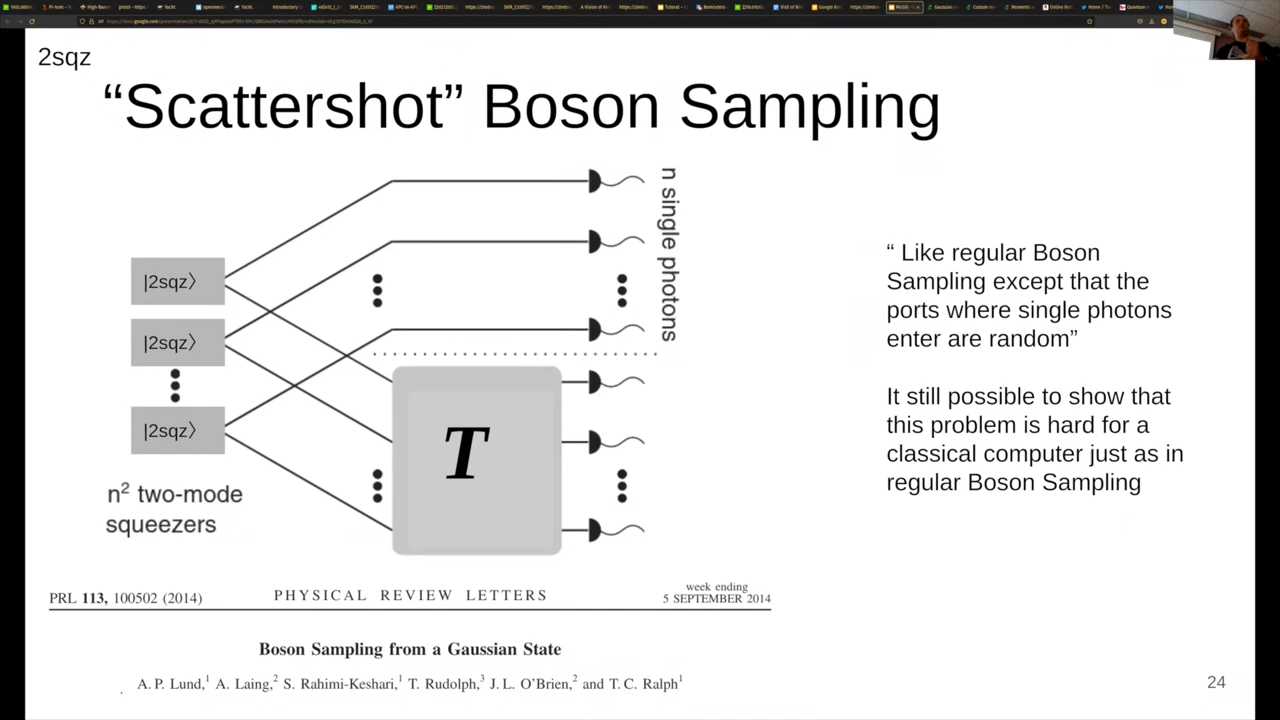 2sqz
“Scattershot” Boson Sampling
|2sqz⟩
|2sqz⟩
|2sqz⟩
n² two-mode
squeezers
T
n single photons
“ Like regular Boson
Sampling except that the
ports where single photons
enter are random”
It still possible to show that
this problem is hard for a
classical computer just as in
regular Boson Sampling
PRL 113, 100502 (2014)
PHYSICAL REVIEW LETTERS
week ending
5 SEPTEMBER 2014
Boson Sampling from a Gaussian State
A. P. Lund,¹ A. Laing,² S. Rahimi-Keshari,¹ T. Rudolph,³ J. L. O’Brien,² and T. C. Ralph¹
24